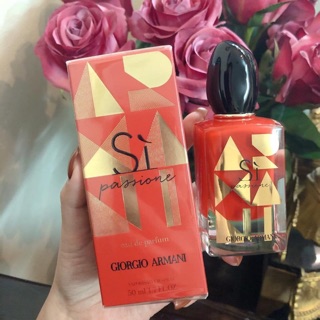 Sì
passione
eau de parfum
GIORGIO ARMANI
Sì
passione
GIORGIO ARMANI